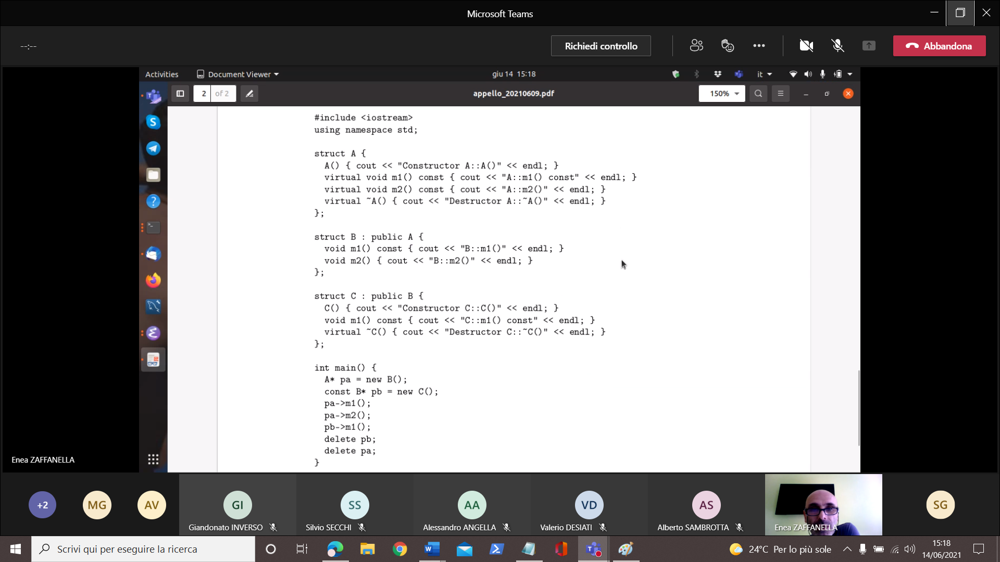 Microsoft Teams
--:--
Richiedi controllo
Abbandona
Activities
Document Viewer
giu 14 15:18
it
2
of 2
appello_20210609.pdf
150%
#include <iostream>
using namespace std;
struct A {
A() { cout << "Constructor A::A()" << endl; }
virtual void m1() const { cout << "A::m1() const" << endl; }
virtual void m2() const { cout << "A::m2()" << endl; }
virtual ~A() { cout << "Destructor A::~A()" << endl; }
};
struct B : public A {
void m1() const { cout << "B::m1()" << endl; }
void m2() { cout << "B::m2()" << endl; }
};
struct C : public B {
C() { cout << "Constructor C::C()" << endl; }
void m1() const { cout << "C::m1() const" << endl; }
virtual ~C() { cout << "Destructor C::~C()" << endl; }
};
int main() {
A* pa = new B();
const B* pb = new C();
pa->m1();
pa->m2();
pb->m1();
delete pb;
delete pa;
}
Enea ZAFFANELLA
+2
MG
AV
GI
Giandonato INVERSO
SS
Silvio SECCHI
AA
Alessandro ANGELLA
VD
Valerio DESIATI
AS
Alberto SAMBROTTA
Enea ZAFFANELLA
SG
Scrivi qui per eseguire la ricerca
24°C Per lo più sole
15:18
14/06/2021